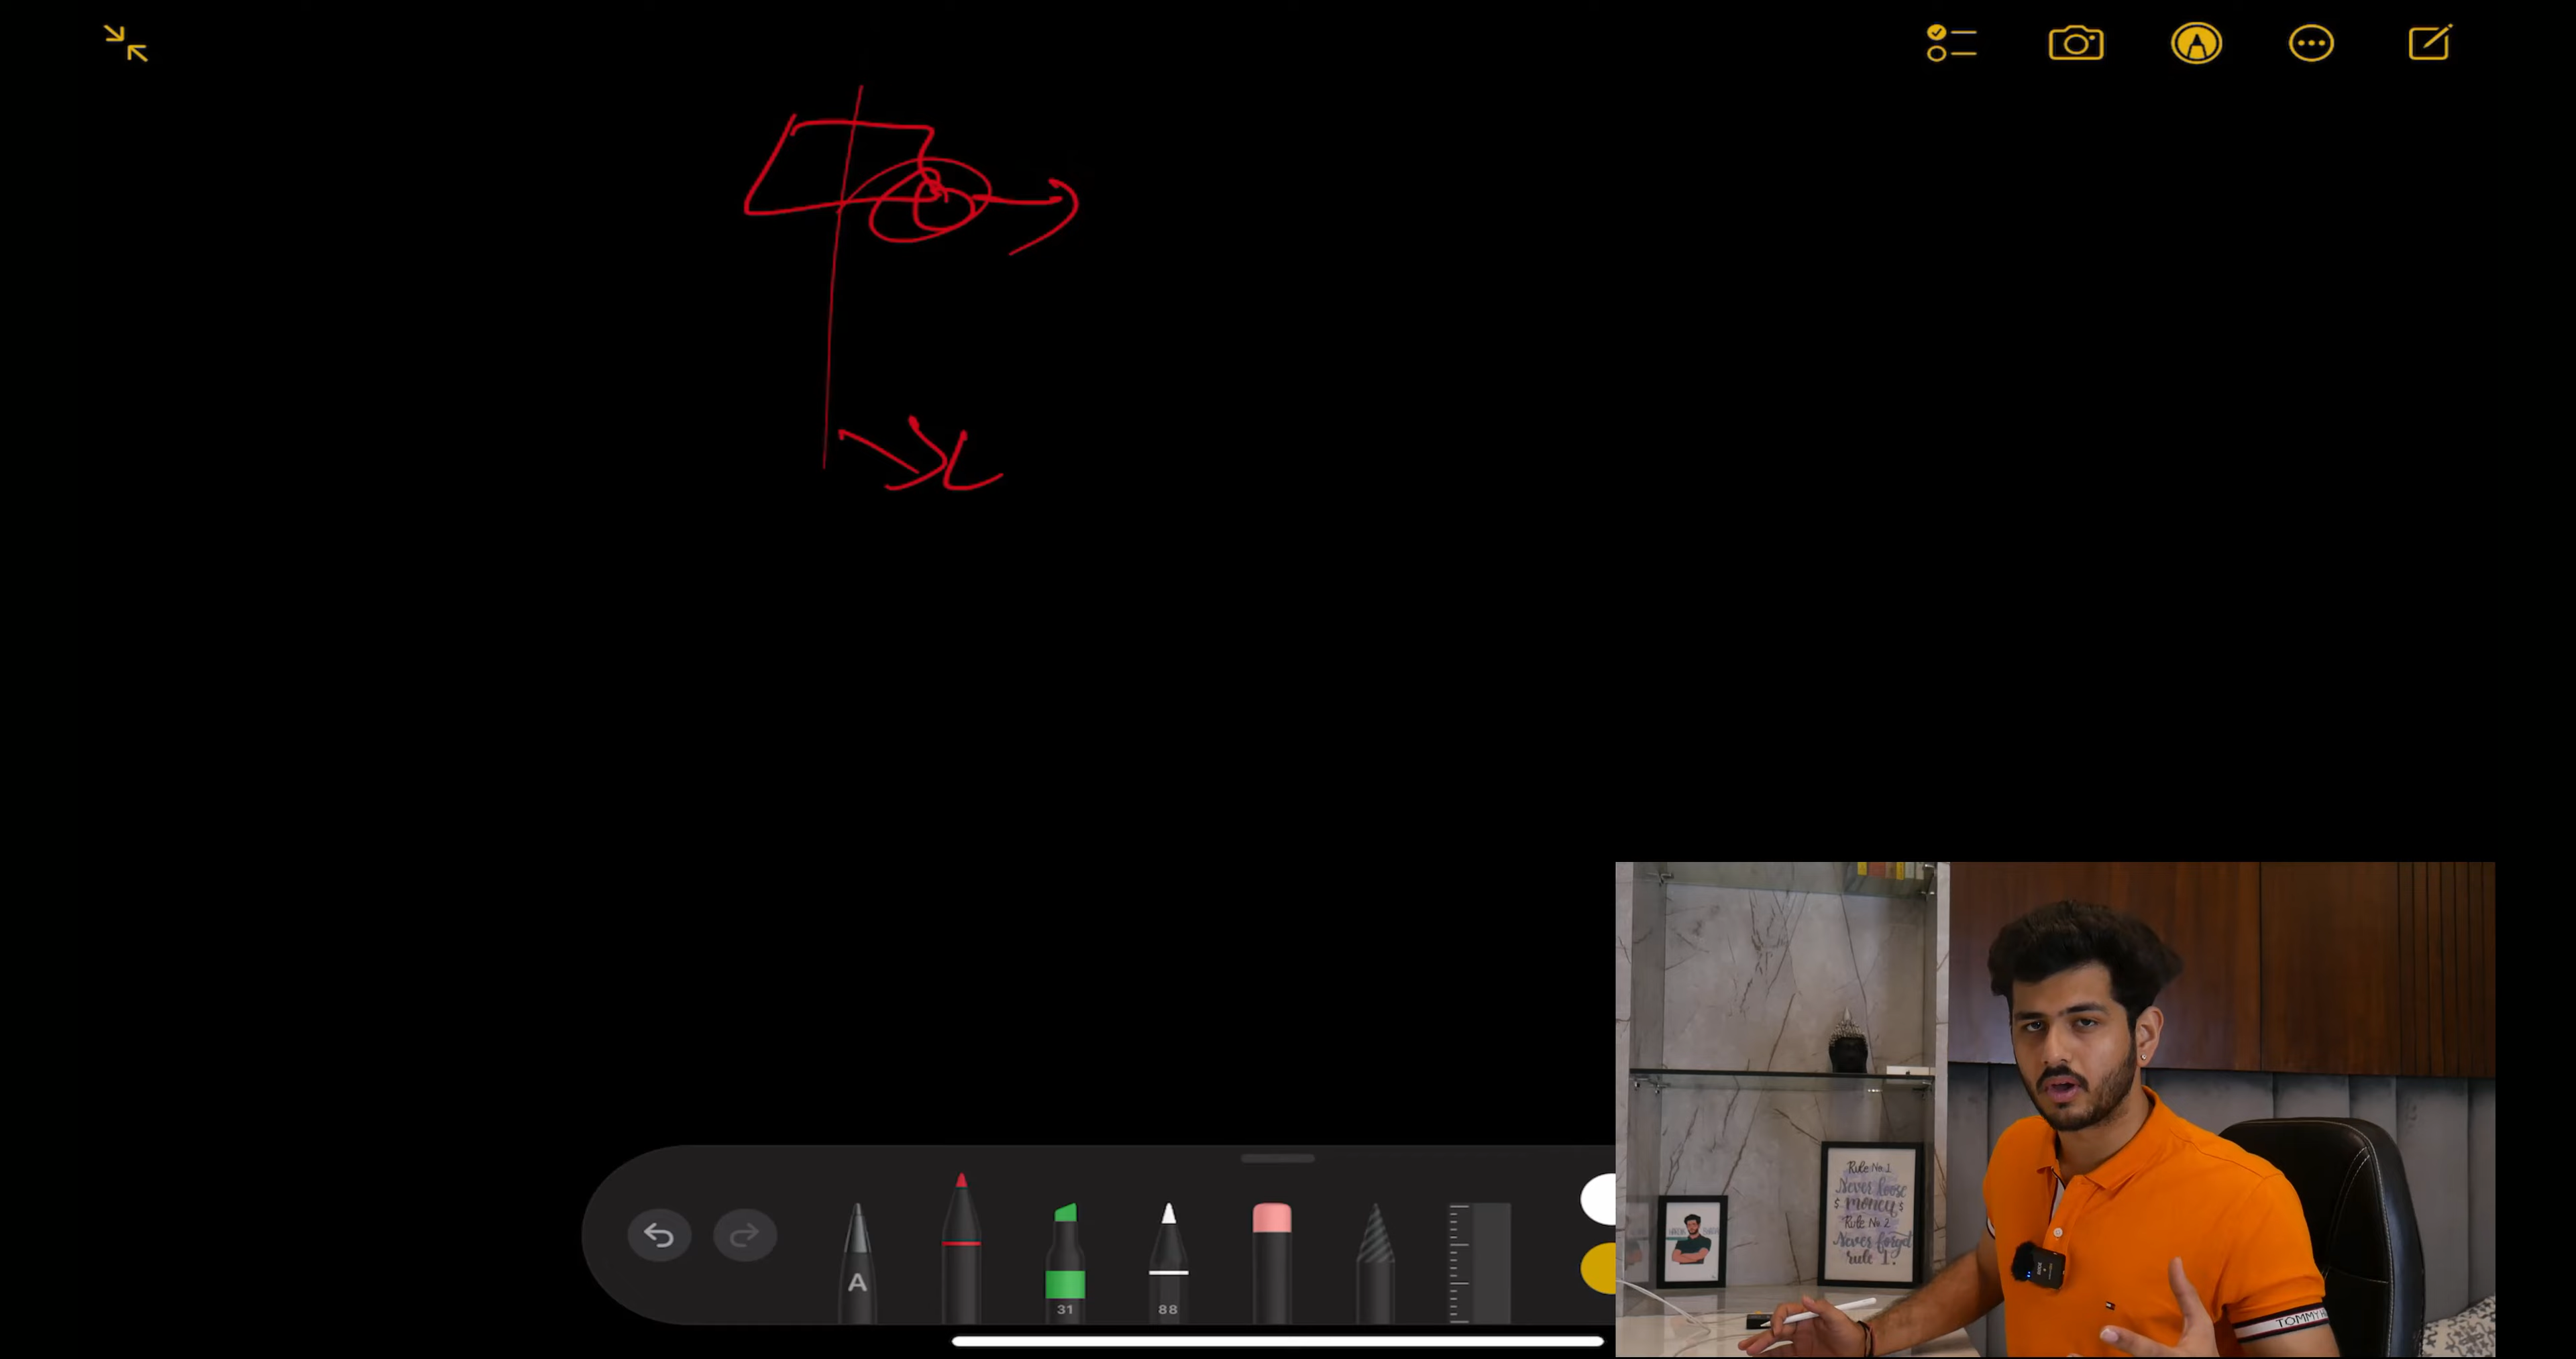 A
31
88
Rule No.1
Never loose
$ money $
Rule No 2
Never forget
rule 1.
TOMMY